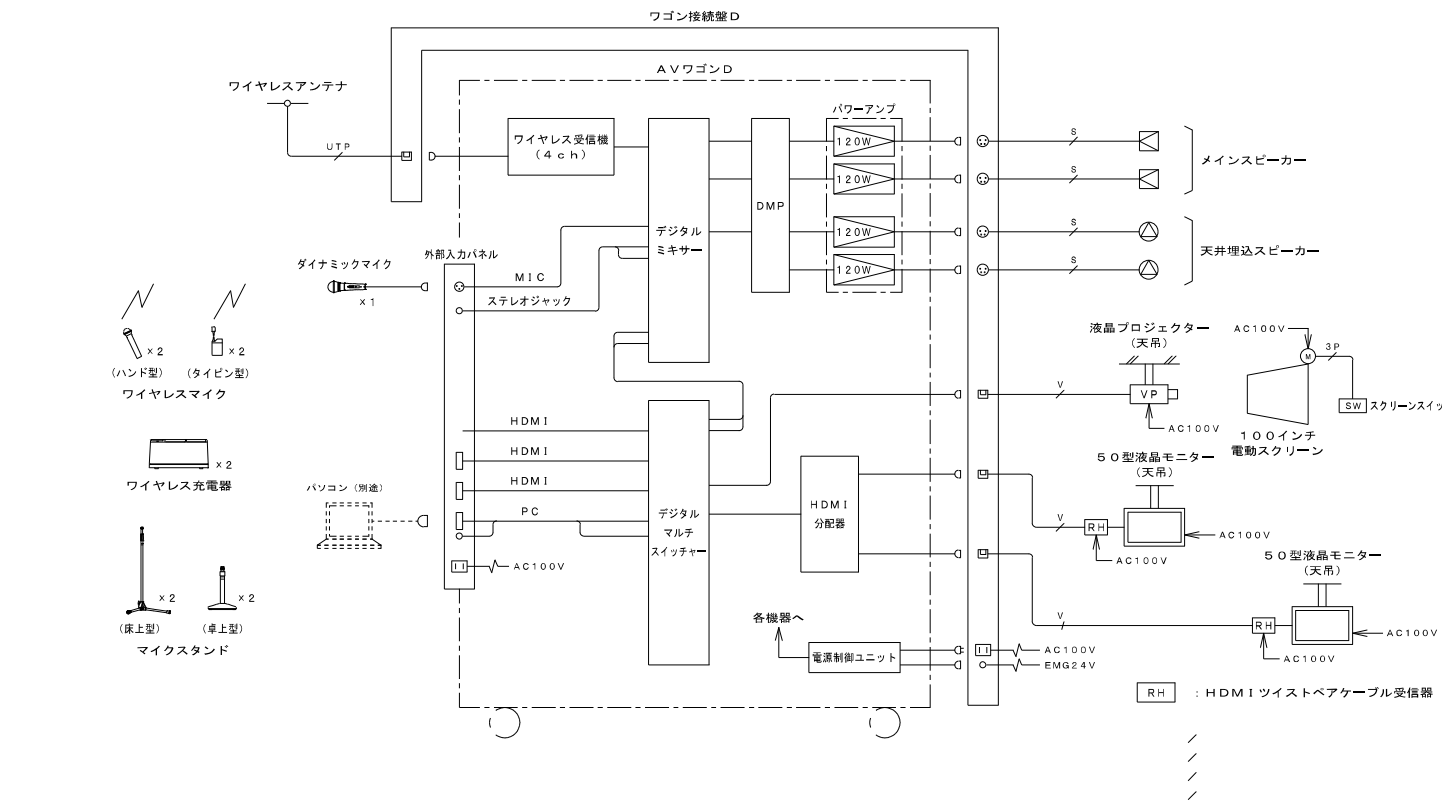 ワゴン接続盤D
AVワゴンD
ワイヤレスアンテナ
UTP
ワイヤレス受信機
(4ch)
パワーアンプ
120W
120W
120W
120W
DMP
デジタル
ミキサー
S
S
S
S
メインスピーカー
天井埋込スピーカー
外部入力パネル
ダイナミックマイク
×1
MIC
ステレオジャック
×2
×2
(ハンド型)
(タイピン型)
ワイヤレスマイク
×2
ワイヤレス充電器
×2
×2
(床上型)
(卓上型)
マイクスタンド
パソコン(別途)
HDMI
HDMI
HDMI
PC
AC100V
デジタル
マルチ
スイッチャー
HDMI
分配器
各機器へ
電源制御ユニット
AC100V
EMG24V
液晶プロジェクター
(天吊)
V
VP
AC100V
AC100V
M
3P
SW
スクリーンスイッ
100インチ
電動スクリーン
50型液晶モニター
(天吊)
V
RH
AC100V
AC100V
50型液晶モニター
(天吊)
V
RH
AC100V
AC100V
RH
:HDMIツイストペアケーブル受信器